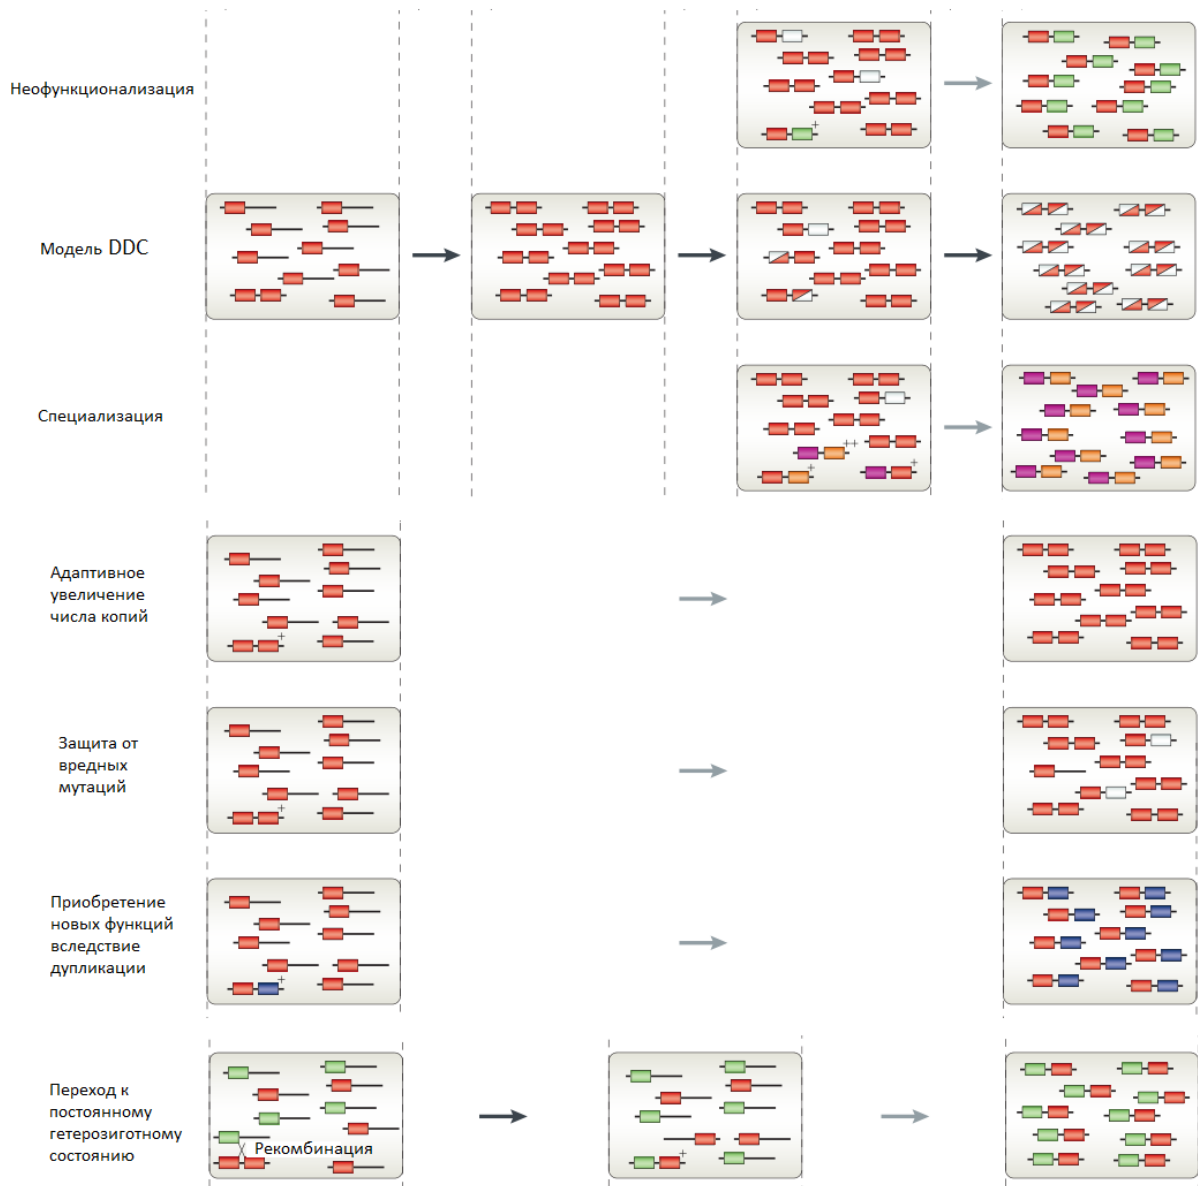 Неофункционализация
Модель DDC
Специализация
Адаптивное
увеличение
числа копий
Защита от
вредных
мутаций
Приобретение
новых функций
вследствие
дупликации
Переход к
постоянному
гетерозиготному
состоянию
Рекомбинация